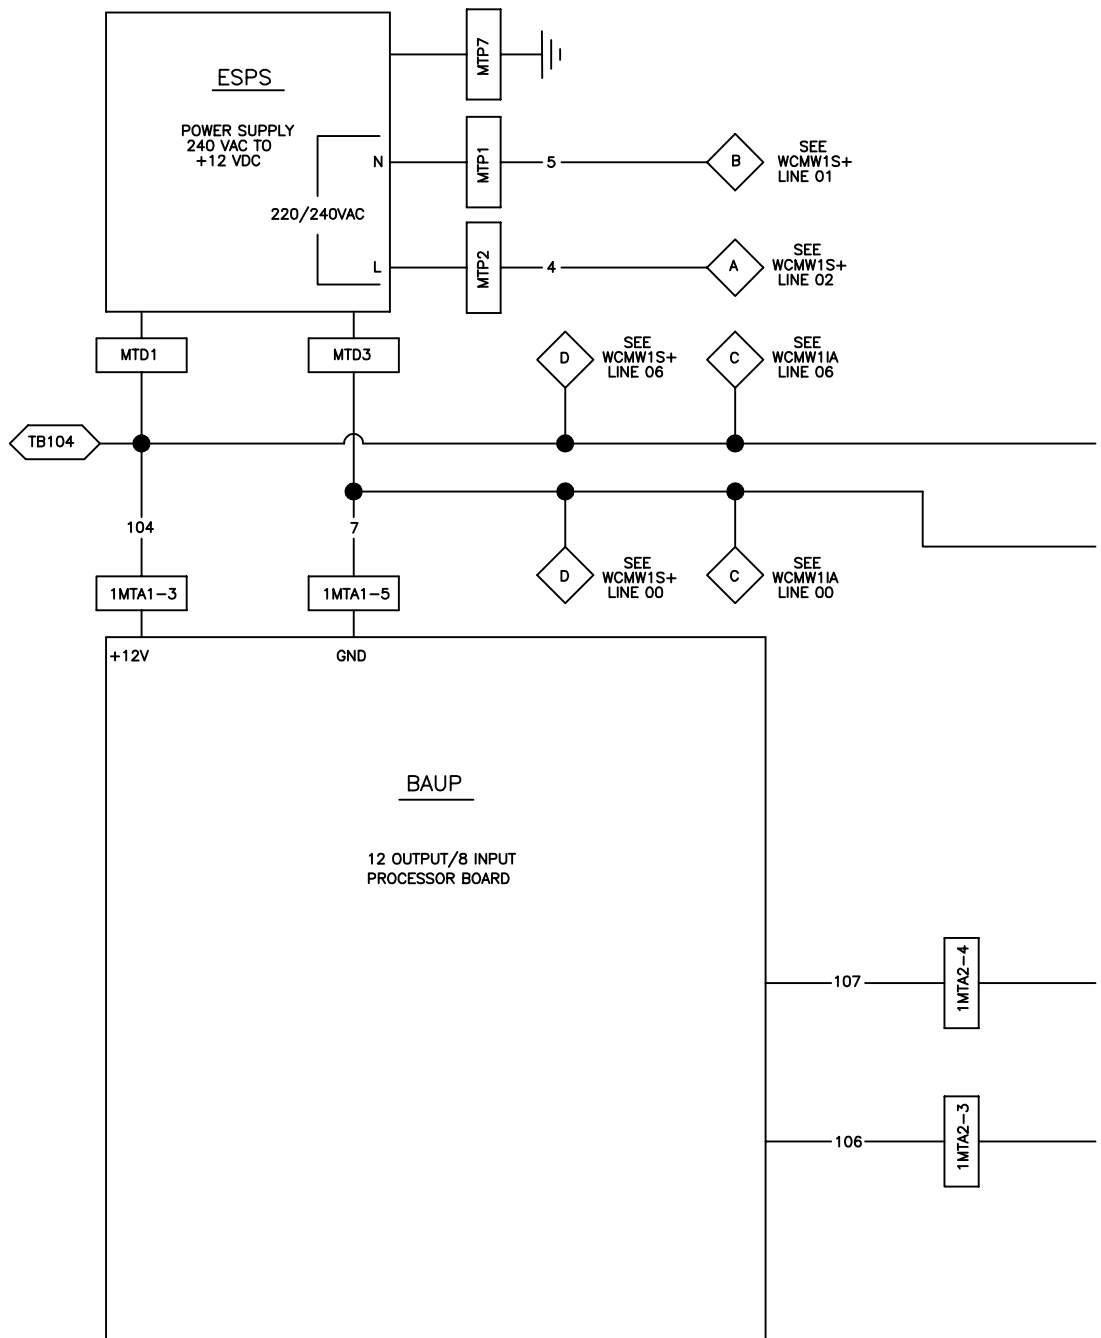 MTP7
ESPS
POWER SUPPLY
240 VAC TO
+12 VDC
N
MTP1
5
B
SEE
WCMW1S+
LINE 01
220/240VAC
L
MTP2
4
A
SEE
WCMW1S+
LINE 02
MTD1
MTD3
D
SEE
WCMW1S+
LINE 06
C
SEE
WCMW1IA
LINE 06
TB104
104
7
D
SEE
WCMW1S+
LINE 00
C
SEE
WCMW1IA
LINE 00
1MTA1-3
1MTA1-5
+12V
GND
BAUP
12 OUTPUT/8 INPUT
PROCESSOR BOARD
107
1MTA2-4
106
1MTA2-3